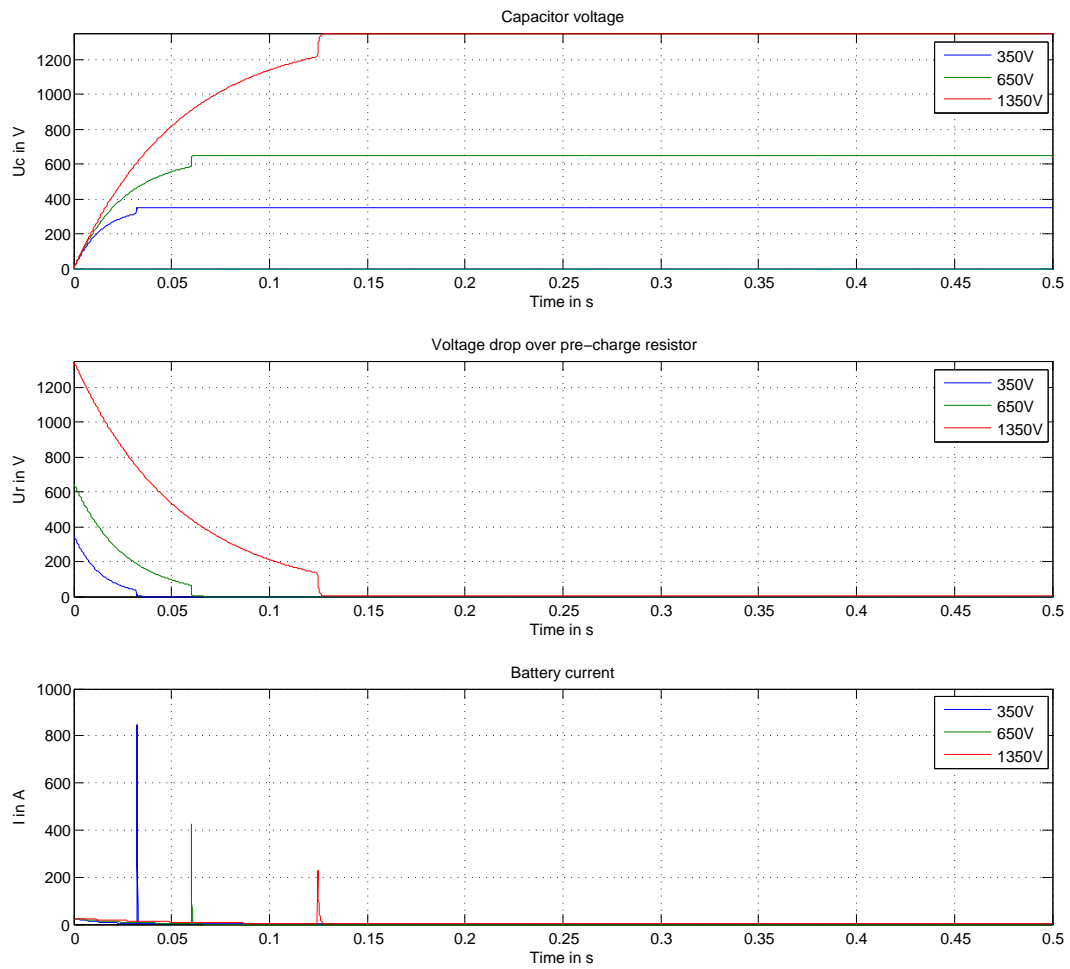 Capacitor voltage
Uc in V
1200
1000
800
600
400
200
0
350V
650V
1350V
0 0.05 0.1 0.15 0.2 0.25 0.3 0.35 0.4 0.45 0.5
Time in s
Voltage drop over pre−charge resistor
Ur in V
1200
1000
800
600
400
200
0
350V
650V
1350V
0 0.05 0.1 0.15 0.2 0.25 0.3 0.35 0.4 0.45 0.5
Time in s
Battery current
I in A
1000
800
600
400
200
0
350V
650V
1350V
0 0.05 0.1 0.15 0.2 0.25 0.3 0.35 0.4 0.45 0.5
Time in s